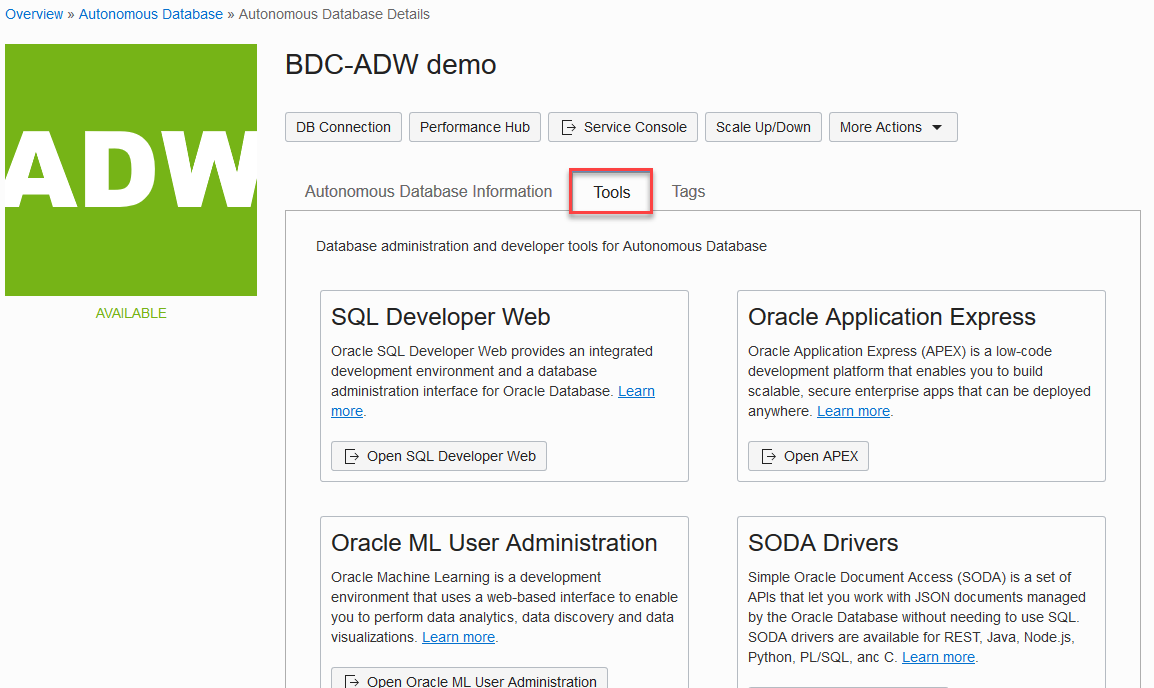 Overview » Autonomous Database » Autonomous Database Details
ADW
AVAILABLE
BDC-ADW demo
DB Connection Performance Hub Service Console Scale Up/Down More Actions
Autonomous Database Information Tools Tags
Database administration and developer tools for Autonomous Database
SQL Developer Web
Oracle SQL Developer Web provides an integrated
development environment and a database
administration interface for Oracle Database. Learn
more.
Open SQL Developer Web
Oracle Application Express
Oracle Application Express (APEX) is a low-code
development platform that enables you to build
scalable, secure enterprise apps that can be deployed
anywhere. Learn more.
Open APEX
Oracle ML User Administration
Oracle Machine Learning is a development
environment that uses a web-based interface to enable
you to perform data analytics, data discovery and data
visualizations. Learn more.
Open Oracle ML User Administration
SODA Drivers
Simple Oracle Document Access (SODA) is a set of
APIs that let you work with JSON documents managed
by the Oracle Database without needing to use SQL.
SODA drivers are available for REST, Java, Node.js,
Python, PL/SQL, anc C. Learn more.